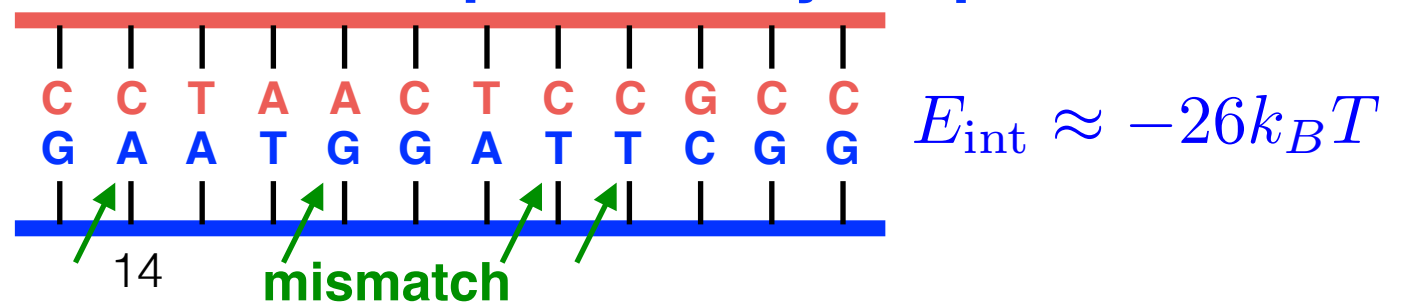 C C T A A C T C C G C C
G A A T G G A T T C G G
E_int ≈ −26k_BT
14
mismatch